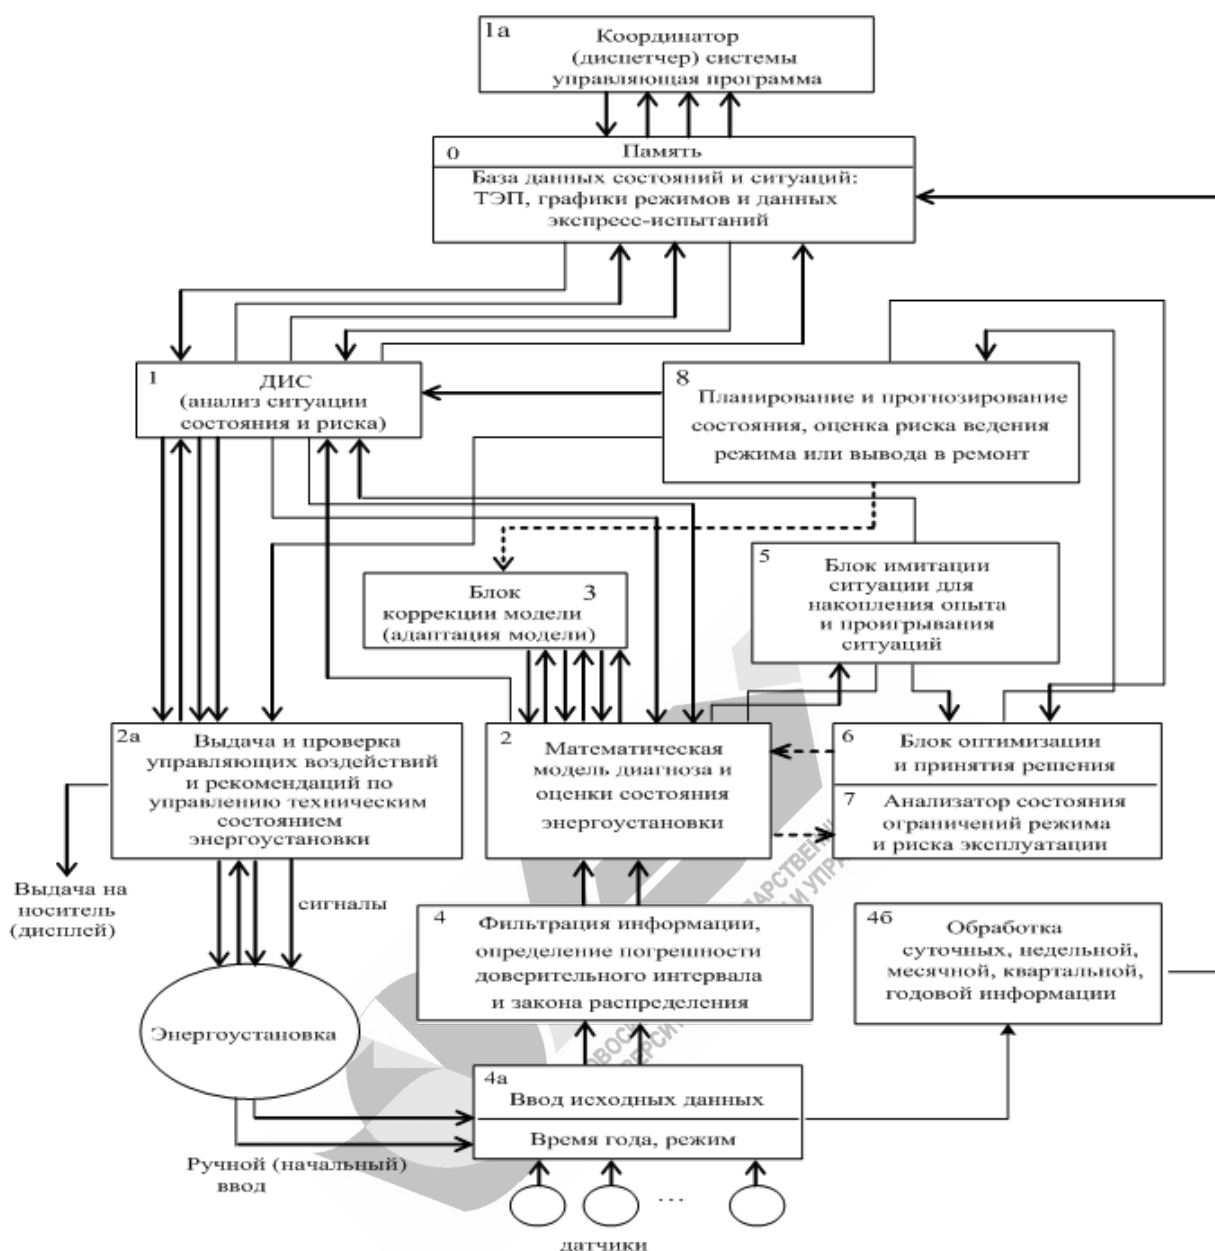 1а
Координатор
(диспетчер) системы
управляющая программа
0
Память
База данных состояний и ситуаций:
ТЭП, графики режимов и данных
экспресс-испытаний
1
ДИС
(анализ ситуации
состояния и риска)
8
Планирование и прогнозирование
состояния, оценка риска ведения
режима или вывода в ремонт
Блок
3
коррекции модели
(адаптация модели)
5
Блок имитации
ситуации для
накопления опыта
и проигрывания
ситуаций
2а
Выдача и проверка
управляющих воздействий
и рекомендаций по
управлению техническим
состоянием
энергоустановки
2
Математическая
модель диагноза и
оценки состояния
энергоустановки
6
Блок оптимизации
и принятия решения
7
Анализатор состояния
ограничений режима
и риска эксплуатации
Выдача на
носитель
(дисплей)
сигналы
4
Фильтрация информации,
определение погрешности
доверительного интервала
и закона распределения
4б
Обработка
суточных, недельной,
месячной, квартальной,
годовой информации
Энергоустановка
4а
Ввод исходных данных
Время года, режим
Ручной (начальный)
ввод
...
датчики